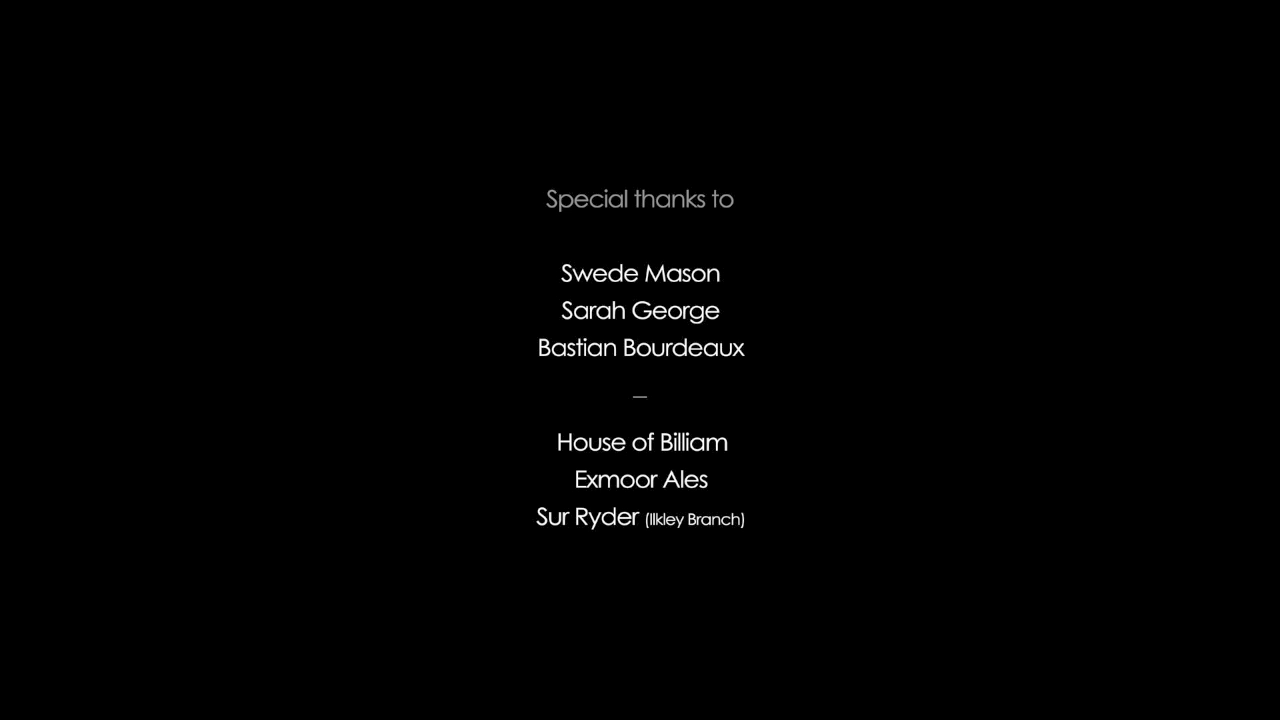 Special thanks to
Swede Mason
Sarah George
Bastian Bourdeaux
—
House of Billiam
Exmoor Ales
Sur Ryder (Ilkley Branch)